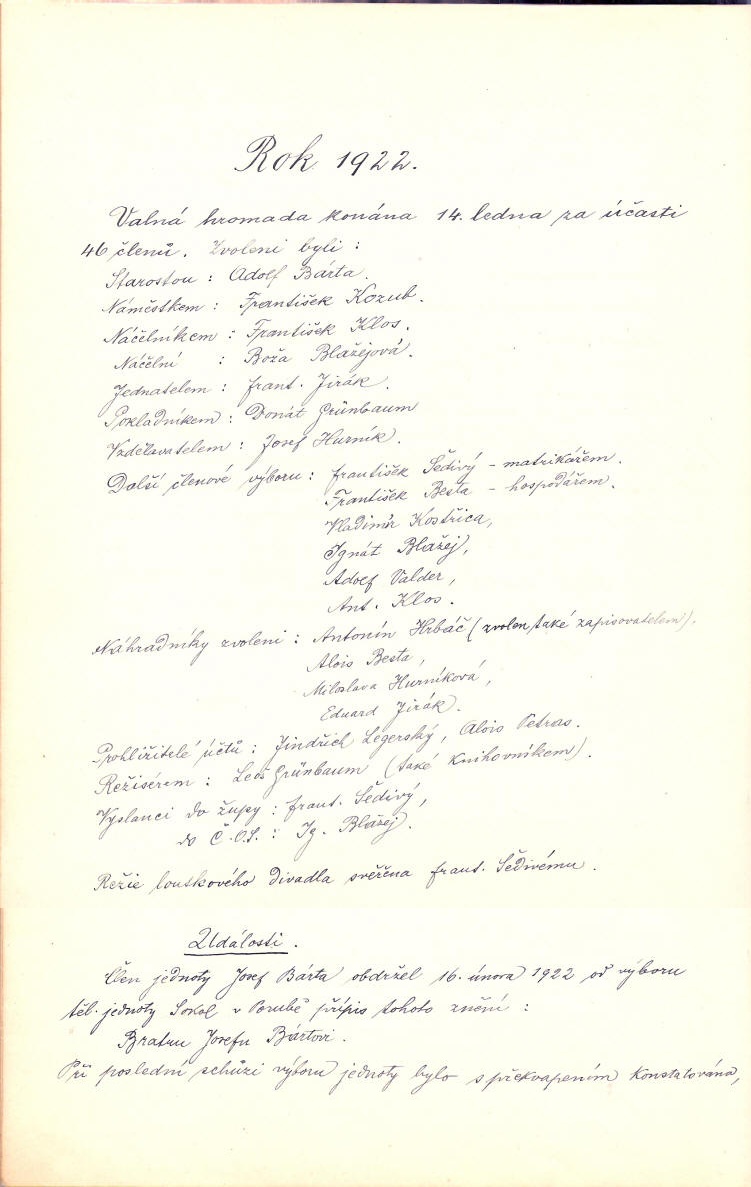 Rok 1922.
Valná hromada konána 14. ledna za účasti
46 členů. Zvoleni byli :
Starostou : Adolf Bárta.
Náměstkem : František Kozub.
Náčelníkem : František Klos.
Náčelní : Boža Blažejová.
Jednatelem : frant. Jirák.
Pokladníkem : Donát Grünbaum
Vzdělavatelem : Josef Hurník.
Další členové výboru : františek Šedivý - matrikářem.
František Besta - hospodářem.
Vladimír Kostřica,
Ignát Blažej,
Adolf Valder,
Ant. Klos.
Náhradníky zvoleni : Antonín Hrbáč (zvolen také zapisovatelem).
Alois Besta,
Miloslava Hurníková,
Eduard Jirák.
Prohlížitelé účtů : Jindřich Legerský, Alois Petras.
Režisérem : Leoš Grünbaum (také knihovníkem).
Vyslanci do župy : frant. Šedivý,
do Č.O.S. : Ig. Blažej.
Režie loutkového divadla svěřena frant. Šedivému.
Události.
Člen jednoty Josef Bárta obdržel 16. února 1922 od výboru
těl. jednoty Sokol v Porubě přípis tohoto znění :
Bratru Josefu Bártovi.
Při poslední schůzi výboru jednoty bylo s překvapením konstatována,